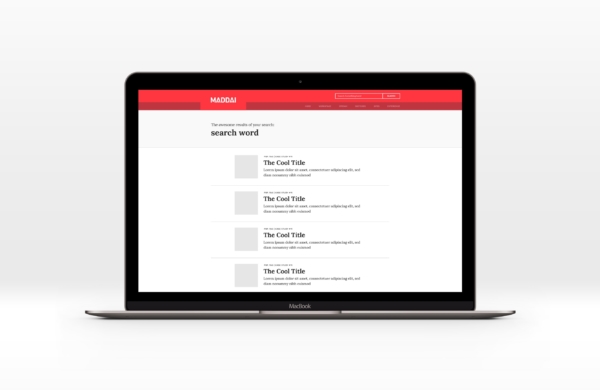 MADDAI
The awesome results of your search:
search word
The Cool Title
Lorem ipsum dolor sit amet, consectetuer adipiscing elit, sed
diam nonummy nibh euismod
The Cool Title
Lorem ipsum dolor sit amet, consectetuer adipiscing elit, sed
diam nonummy nibh euismod
The Cool Title
Lorem ipsum dolor sit amet, consectetuer adipiscing elit, sed
diam nonummy nibh euismod
The Cool Title
Lorem ipsum dolor sit amet, consectetuer adipiscing elit, sed
diam nonummy nibh euismod
MacBook